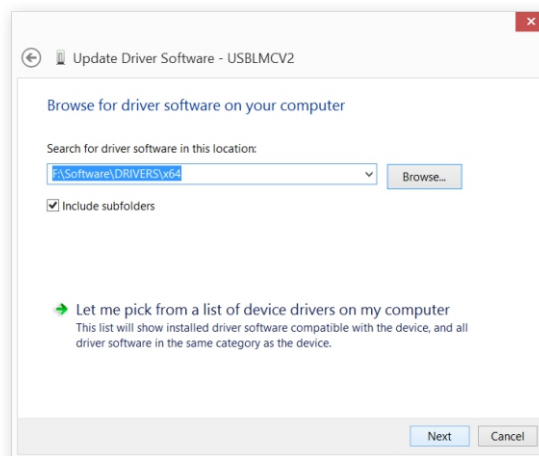 Update Driver Software - USBLMCV2
Browse for driver software on your computer
Search for driver software in this location:
F:\Software\DRIVERS\x64
Browse...
Include subfolders
Let me pick from a list of device drivers on my computer
This list will show installed driver software compatible with the device, and all
driver software in the same category as the device.
Next
Cancel